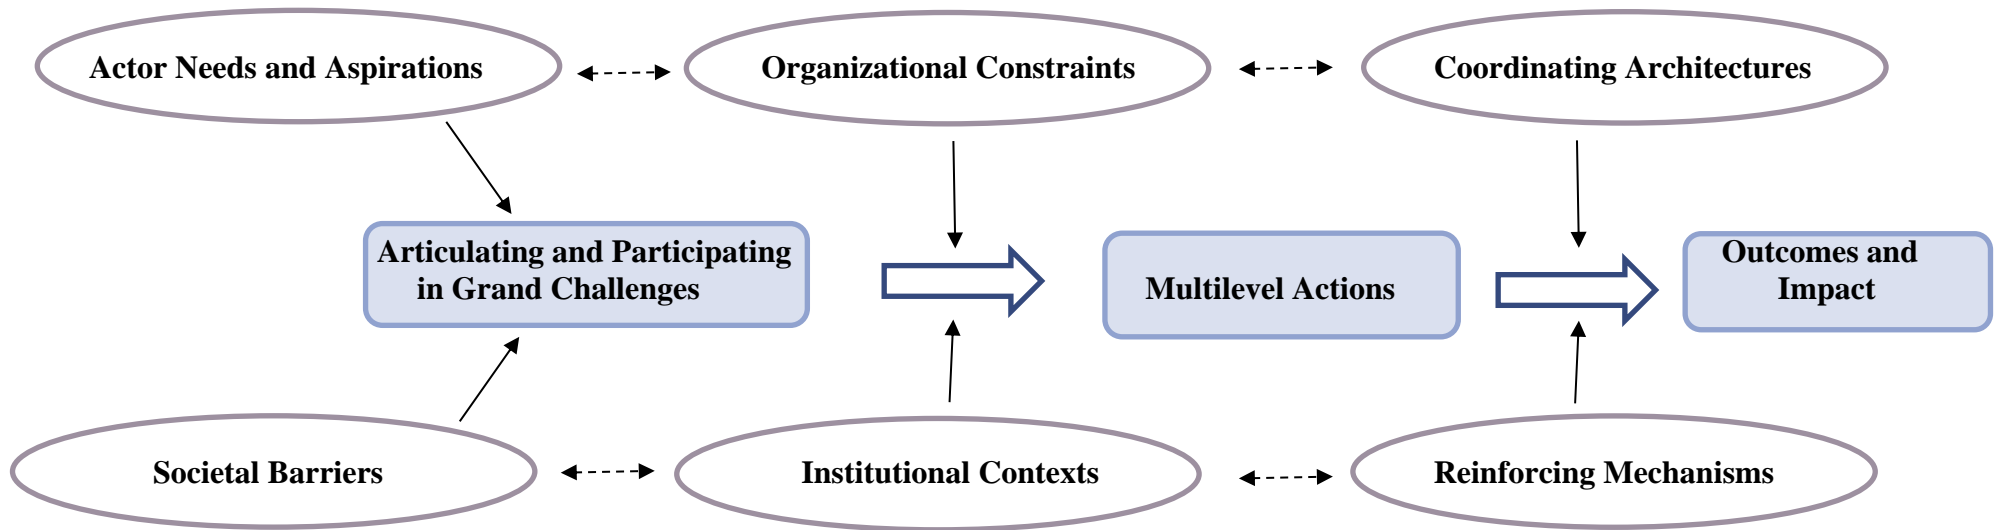 Actor Needs and Aspirations
Organizational Constraints
Coordinating Architectures
Articulating and Participating
in Grand Challenges
Multilevel Actions
Outcomes and
Impact
Societal Barriers
Institutional Contexts
Reinforcing Mechanisms